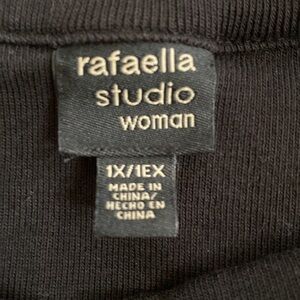 rafaella
studio
woman
1X/1EX
MADE IN
CHINA/
HECHO EN
CHINA